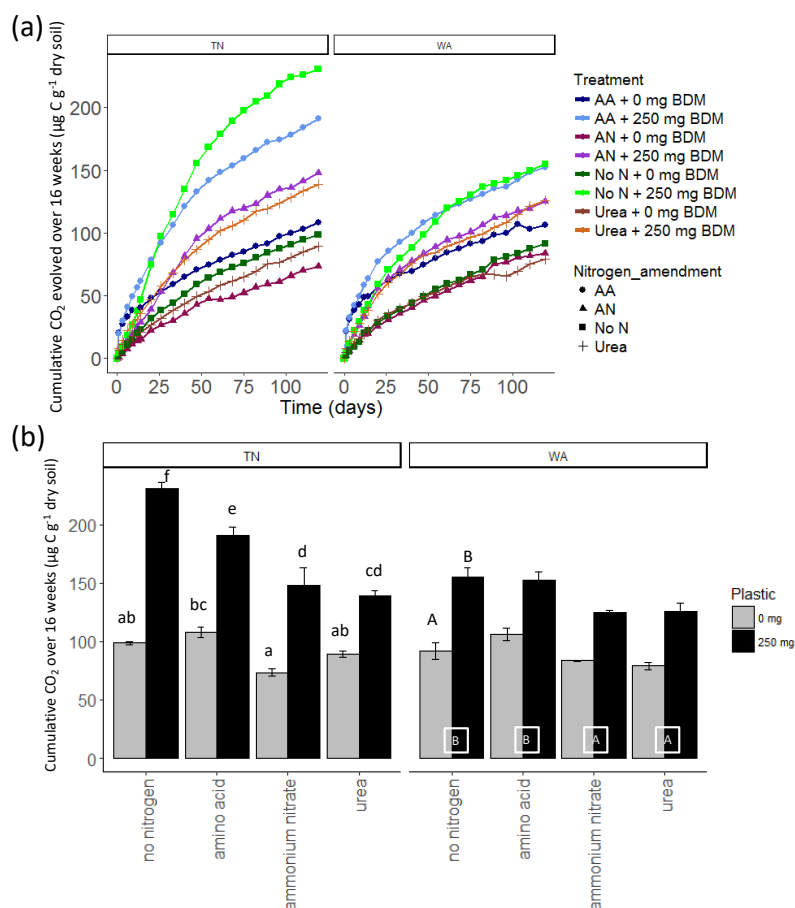 (a)
TN
WA
Cumulative CO₂ evolved over 16 weeks (µg C g⁻¹ dry soil)
200
150
100
50
0
0 25 50 75 100
0 25 50 75 100
Time (days)
Treatment
AA + 0 mg BDM
AA + 250 mg BDM
AN + 0 mg BDM
AN + 250 mg BDM
No N + 0 mg BDM
No N + 250 mg BDM
Urea + 0 mg BDM
Urea + 250 mg BDM
Nitrogen_amendment
AA
AN
No N
Urea
(b)
TN
WA
Cumulative CO₂ over 16 weeks (µg C g⁻¹ dry soil)
200
150
100
50
0
f
e
d
cd
ab
bc
a
ab
B
A
B
B
A
A
no nitrogen
amino acid
ammonium nitrate
urea
no nitrogen
amino acid
ammonium nitrate
urea
Plastic
0 mg
250 mg